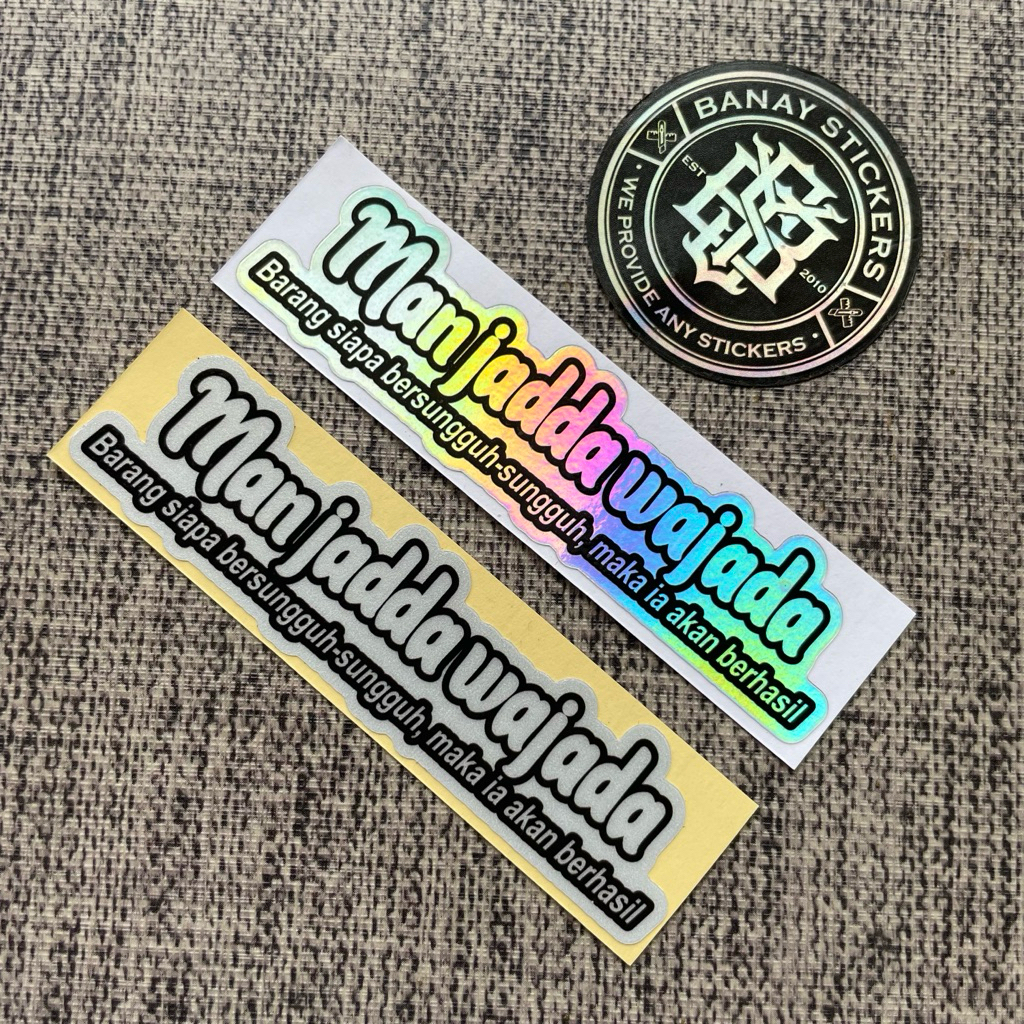 BANAY STICKERS
EST
2010
• WE PROVIDE ANY STICKERS •
Man jadda wajada
Barang siapa bersungguh-sungguh, maka ia akan berhasil
Man jadda wajada
Barang siapa bersungguh-sungguh, maka ia akan berhasil